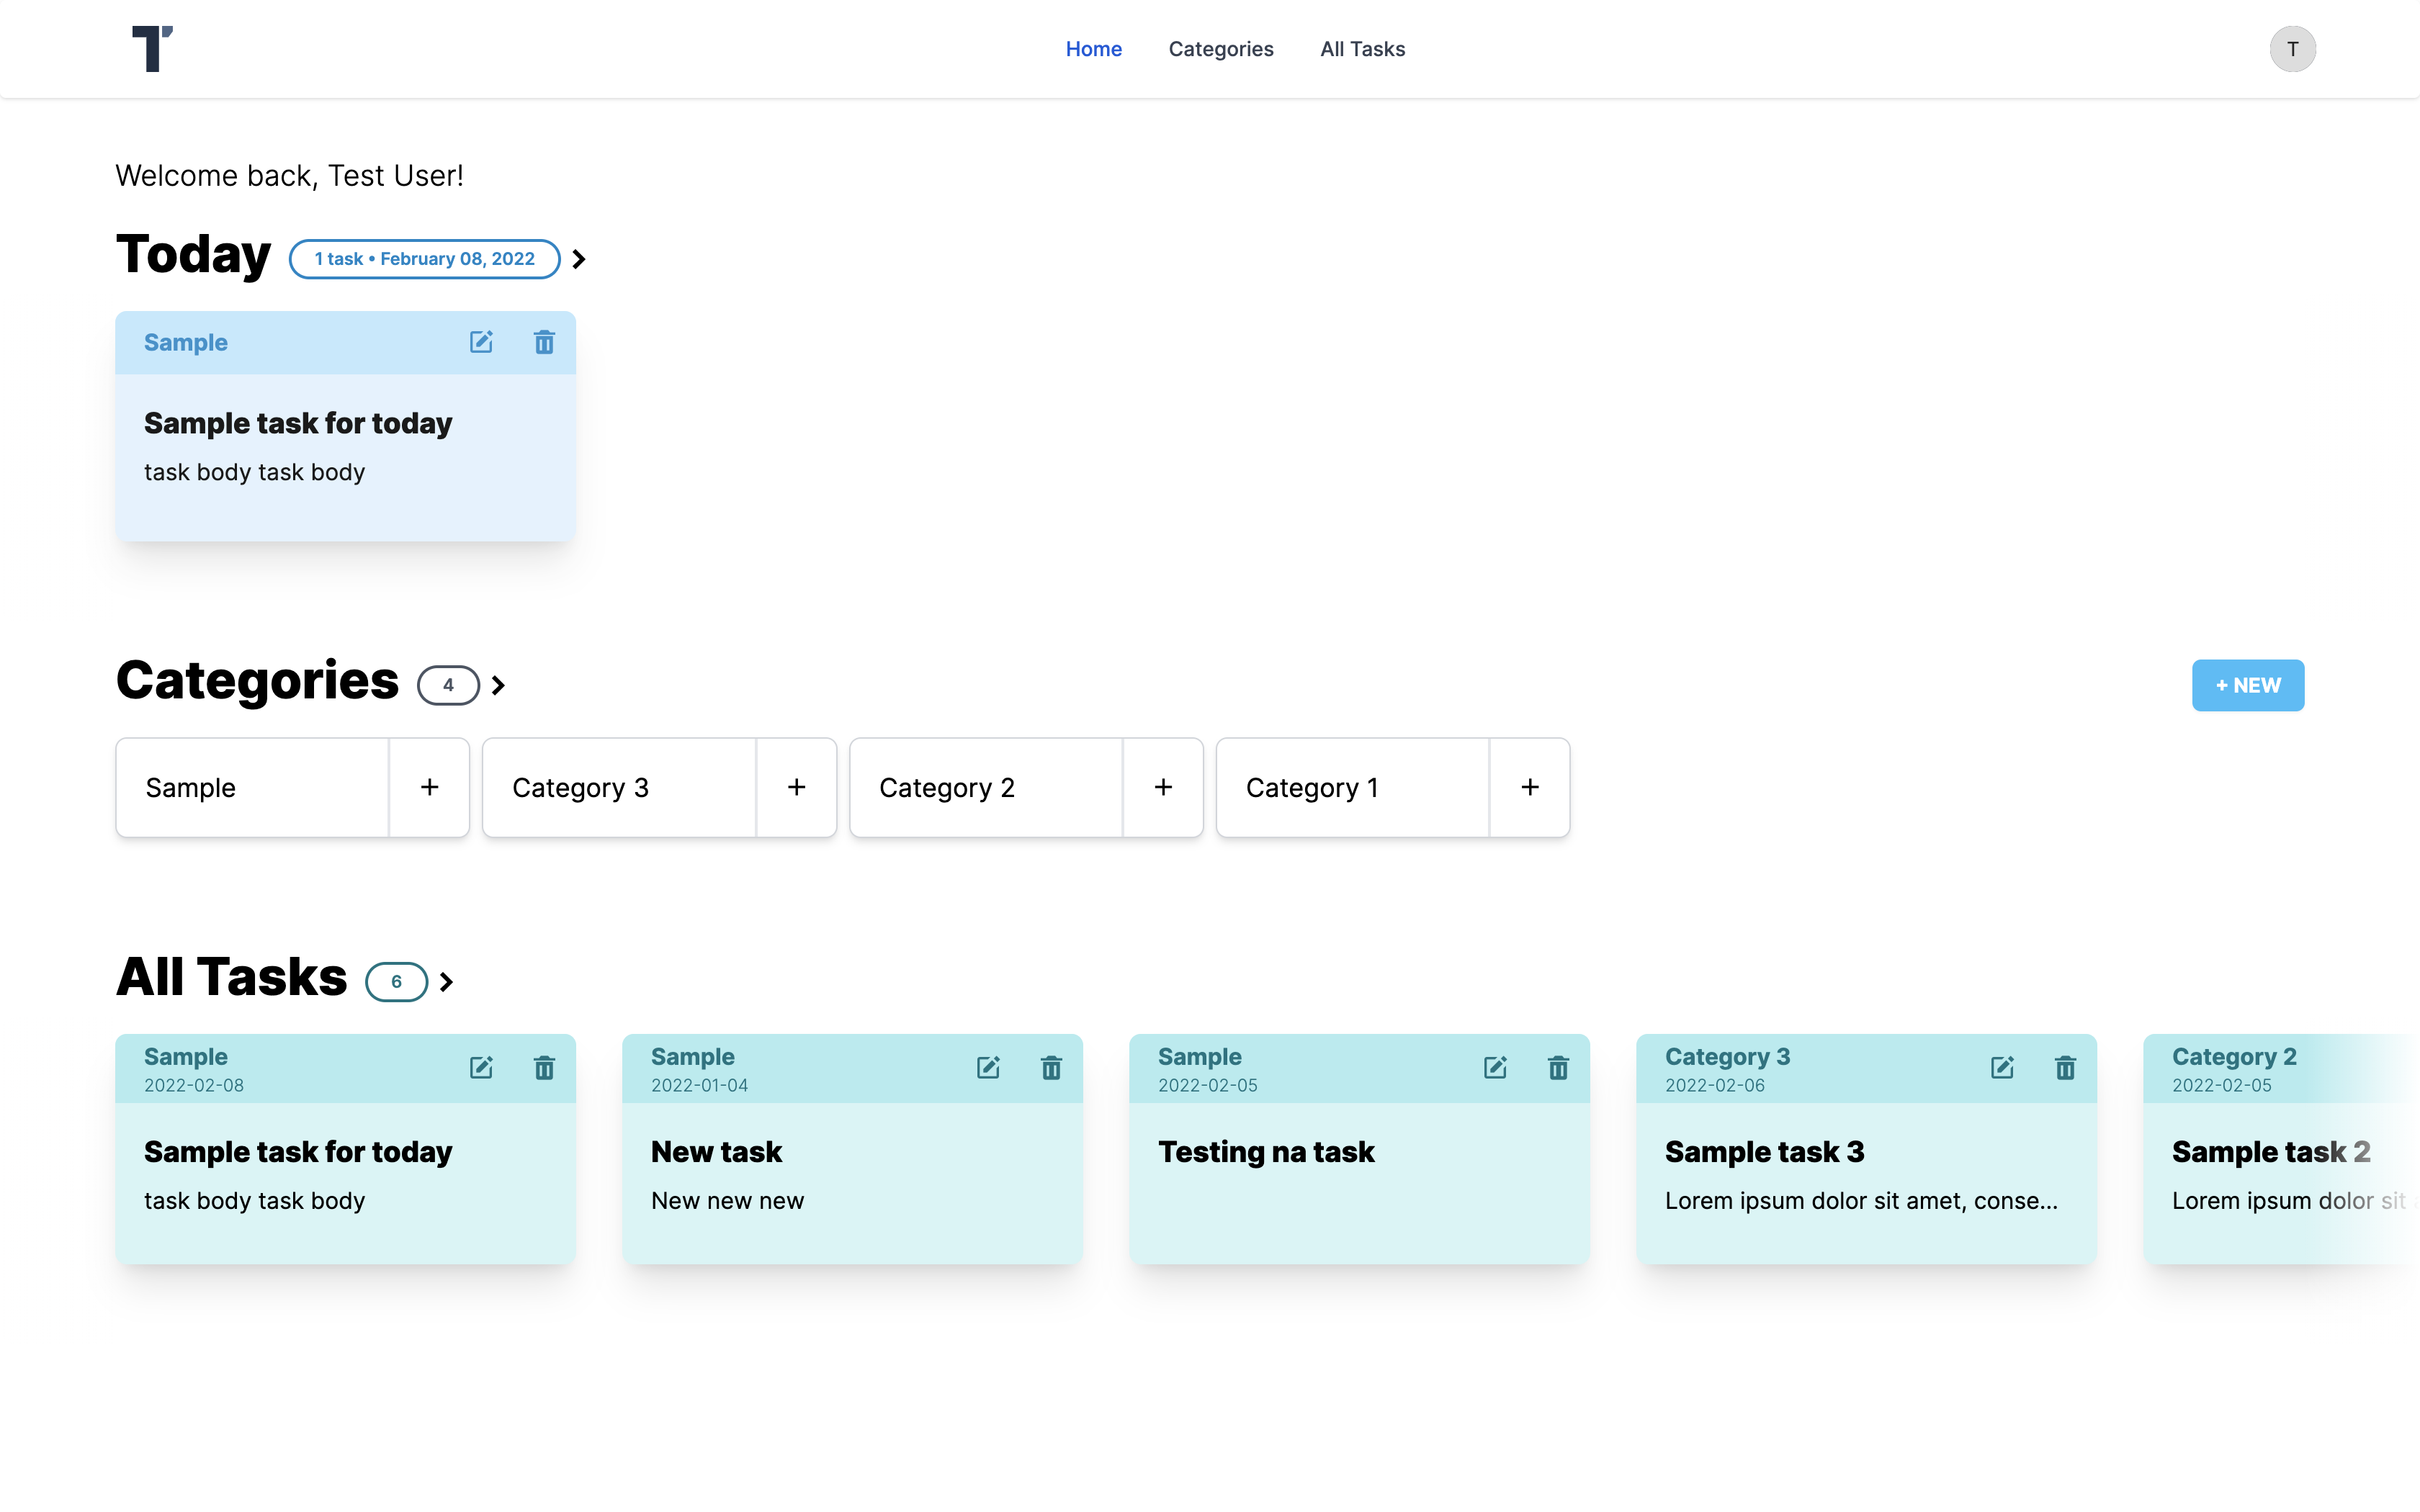 T
Home Categories All Tasks
T
Welcome back, Test User!
Today 1 task • February 08, 2022
Sample
Sample task for today
task body task body
Categories 4
+ NEW
Sample +
Category 3 +
Category 2 +
Category 1 +
All Tasks 6
Sample
2022-02-08
Sample task for today
task body task body
Sample
2022-01-04
New task
New new new
Sample
2022-02-05
Testing na task
Category 3
2022-02-06
Sample task 3
Lorem ipsum dolor sit amet, conse...
Category 2
2022-02-05
Sample task 2
Lorem ipsum dolor sit